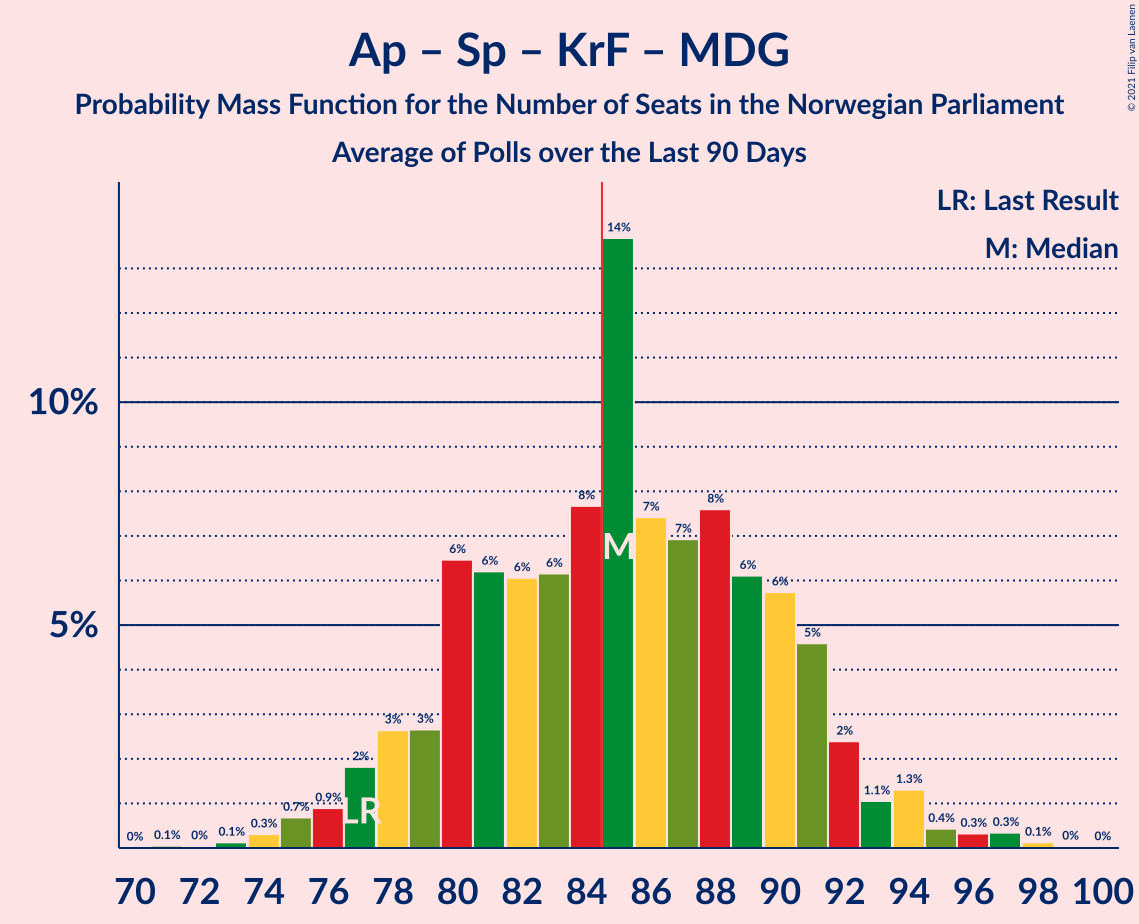 Ap – Sp – KrF – MDG
Probability Mass Function for the Number of Seats in the Norwegian Parliament
Average of Polls over the Last 90 Days
© 2021 Filip van Laenen
LR: Last Result
M: Median
10%
5%
0% 0.1% 0% 0.1% 0.3% 0.7% 0.9% 2% 3% 3% 6% 6% 6% 6% 8% 14% 7% 7% 8% 6% 6% 5% 2% 1.1% 1.3% 0.4% 0.3% 0.3% 0.1% 0% 0%
LR
M
70 72 74 76 78 80 82 84 86 88 90 92 94 96 98 100